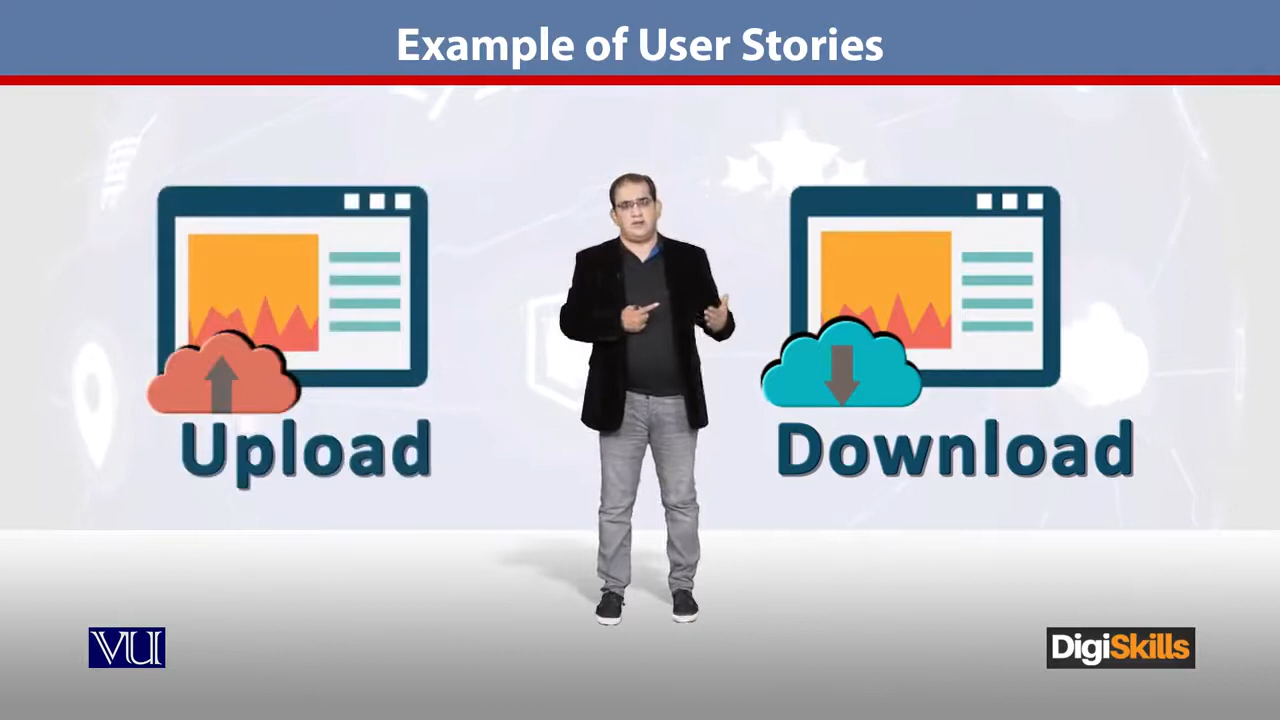 Example of User Stories
Upload
Download
VU
DigiSkills